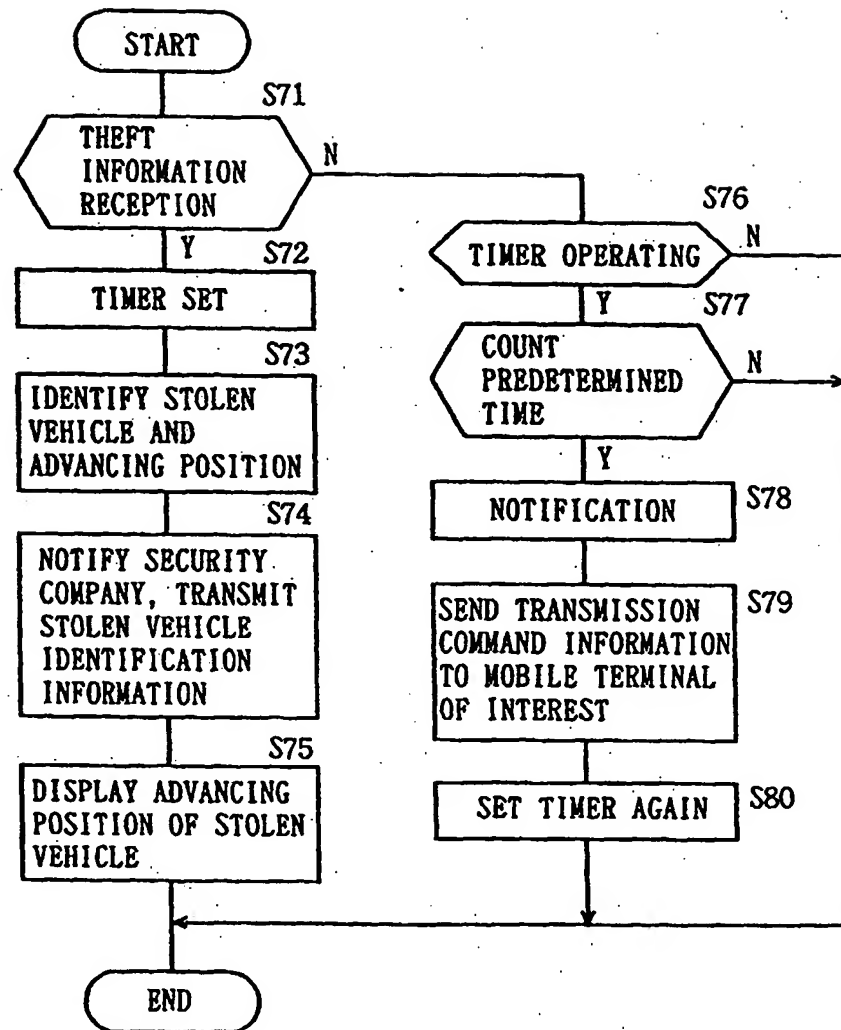 START
S71
THEFT
INFORMATION
RECEPTION
N
Y
S72
TIMER SET
S73
IDENTIFY STOLEN
VEHICLE AND
ADVANCING POSITION
S74
NOTIFY SECURITY
COMPANY, TRANSMIT
STOLEN VEHICLE
IDENTIFICATION
INFORMATION
S75
DISPLAY ADVANCING
POSITION OF STOLEN
VEHICLE
END
S76
TIMER OPERATING
N
Y
S77
COUNT
PREDETERMINED
TIME
N
Y
NOTIFICATION
S78
SEND TRANSMISSION
COMMAND INFORMATION
TO MOBILE TERMINAL
OF INTEREST
S79
SET TIMER AGAIN
S80